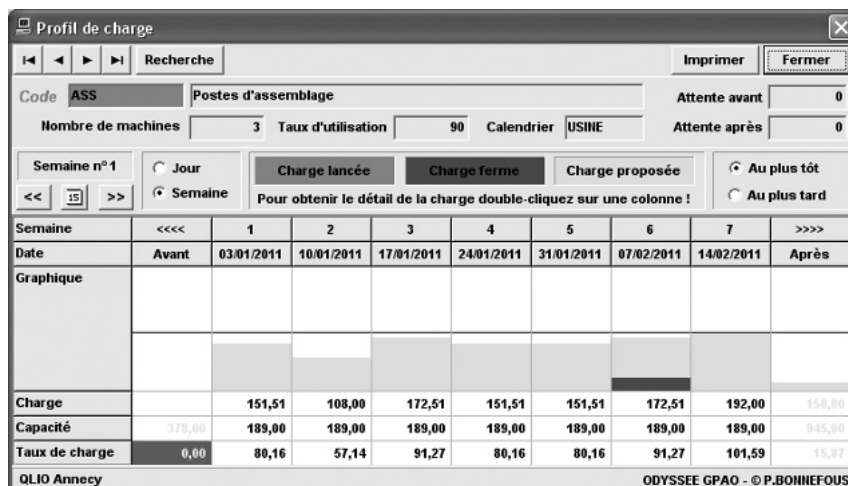 Profil de charge
Recherche Imprimer Fermer
Code ASS Postes d'assemblage Attente avant 0
Nombre de machines 3 Taux d'utilisation 90 Calendrier USINE Attente après 0
Semaine n° 1 Jour Charge lancée Charge ferme Charge proposée Au plus tôt
<< 15 >> Semaine Pour obtenir le détail de la charge double-cliquez sur une colonne ! Au plus tard
Semaine <<<< 1 2 3 4 5 6 7 >>>>
Date Avant 03/01/2011 10/01/2011 17/01/2011 24/01/2011 31/01/2011 07/02/2011 14/02/2011 Après
Graphique
Charge 151,51 108,00 172,51 151,51 151,51 172,51 192,00 150,00
Capacité 378,00 189,00 189,00 189,00 189,00 189,00 189,00 189,00 945,00
Taux de charge 0,00 80,16 57,14 91,27 80,16 80,16 91,27 101,59 15,87
QLIO Annecy ODYSSEE GPAO - © P.BONNEFOUS